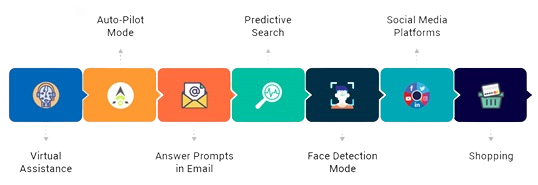 Auto-Pilot
Mode
Predictive
Search
Social Media
Platforms
Virtual
Assistance
Answer Prompts
in Email
Face Detection
Mode
Shopping